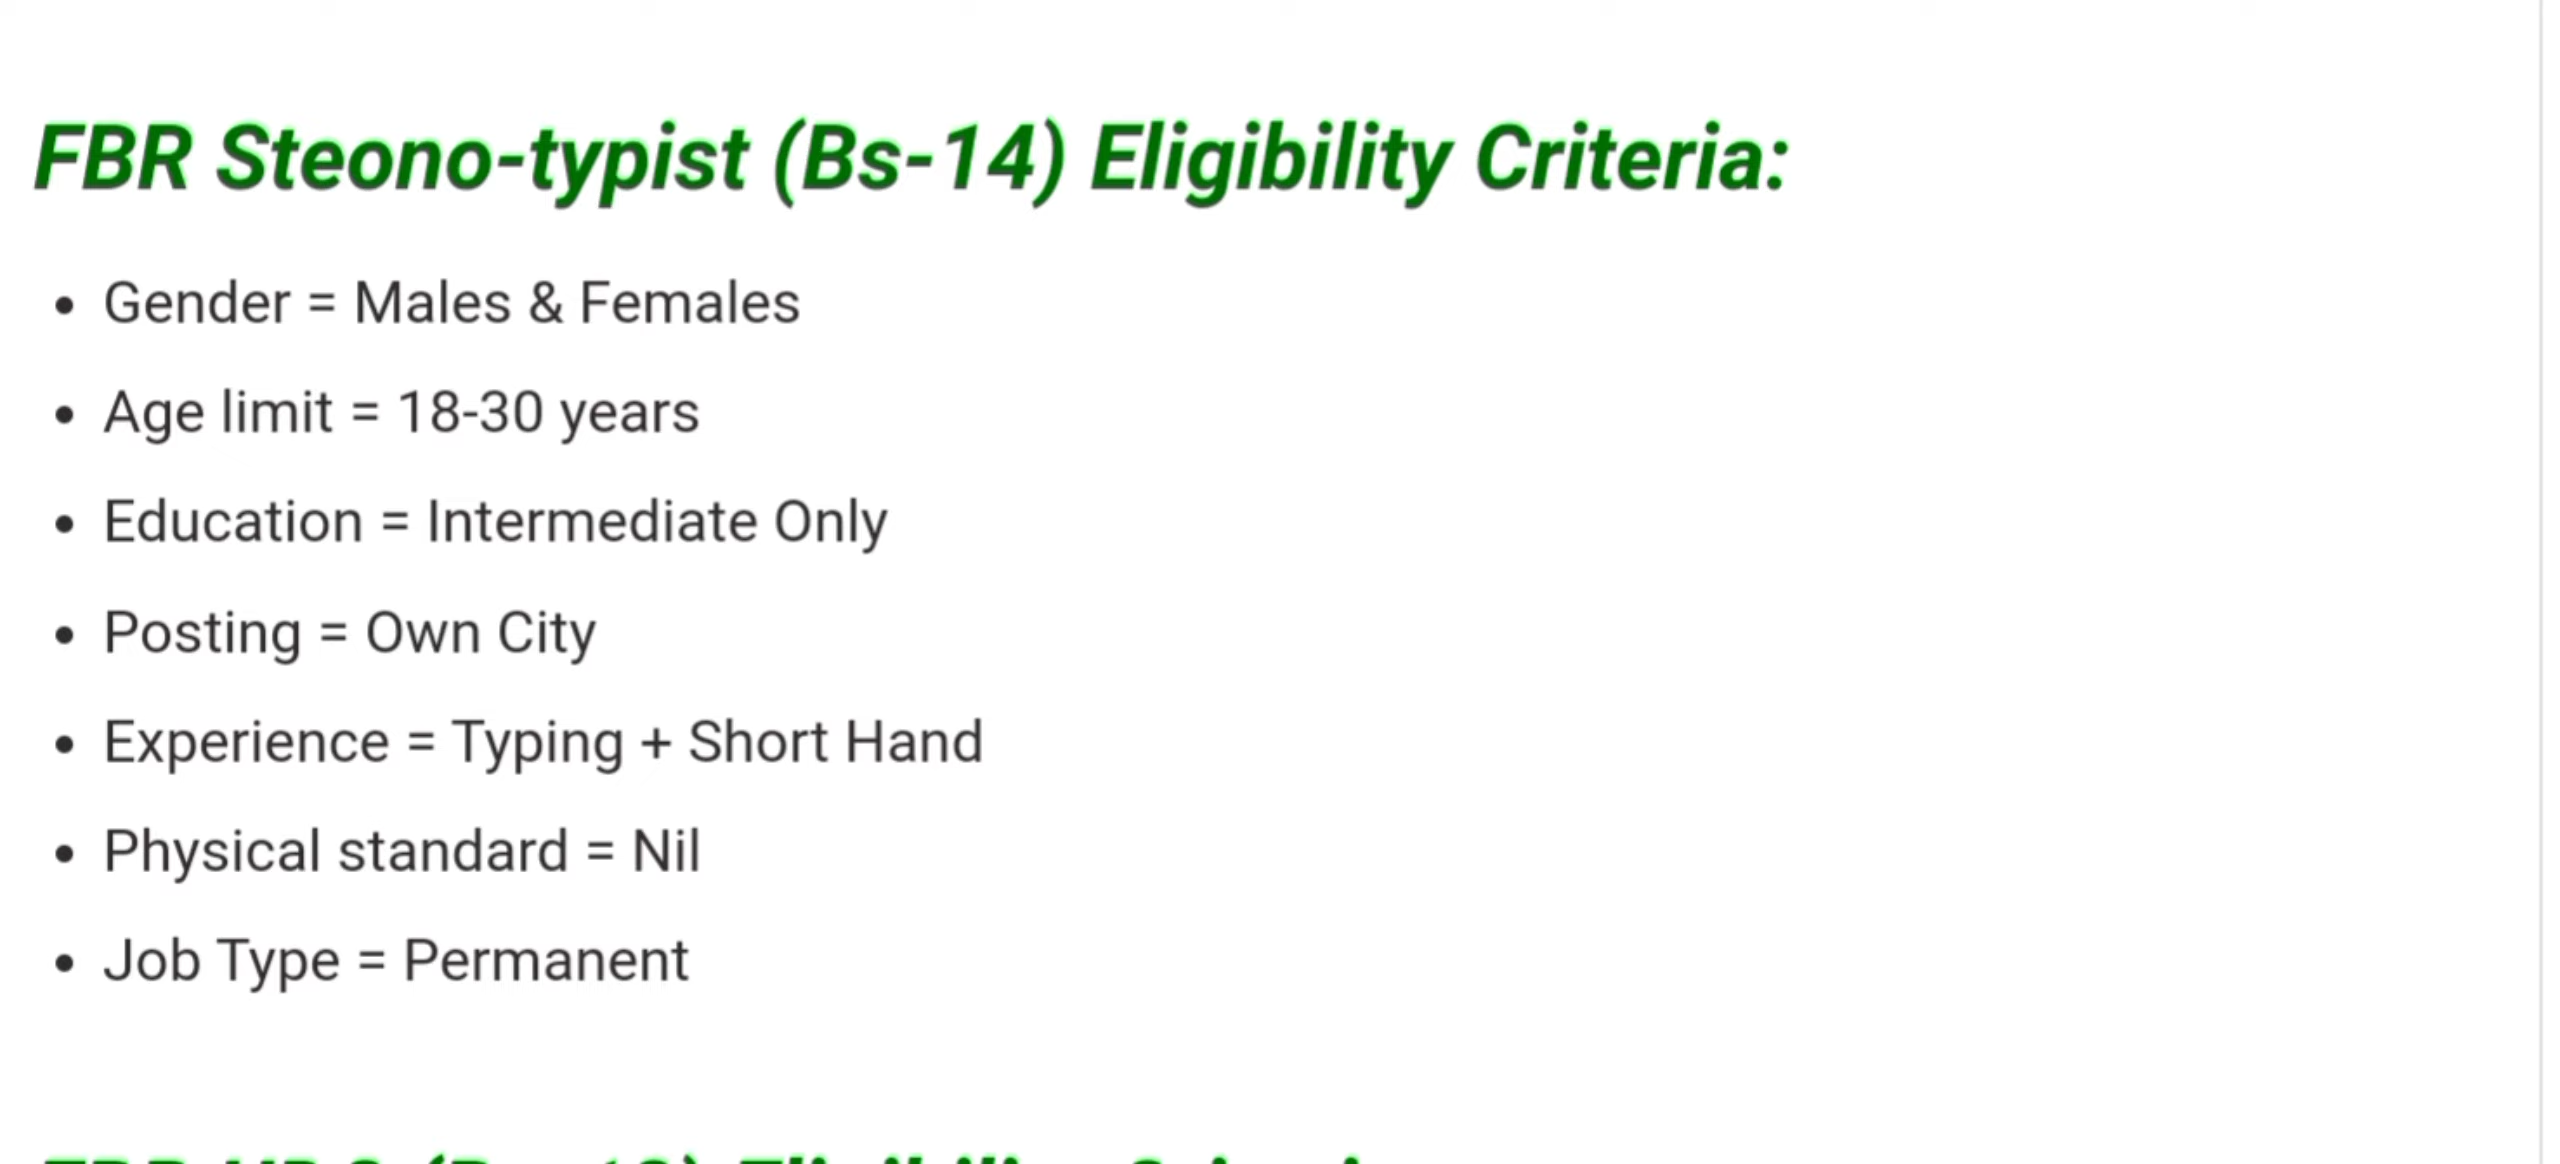 FBR Steono-typist (Bs-14) Eligibility Criteria:
• Gender = Males & Females
• Age limit = 18-30 years
• Education = Intermediate Only
• Posting = Own City
• Experience = Typing + Short Hand
• Physical standard = Nil
• Job Type = Permanent